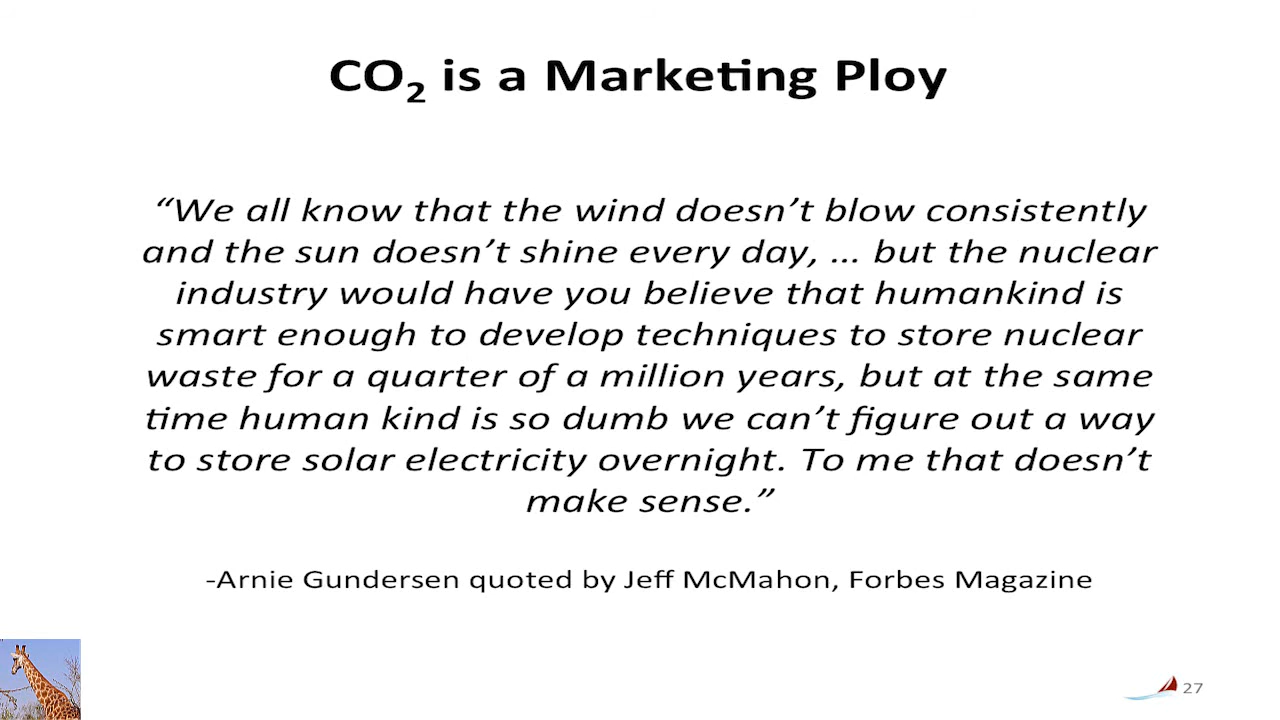 CO₂ is a Marketing Ploy
“We all know that the wind doesn’t blow consistently
and the sun doesn’t shine every day, ... but the nuclear
industry would have you believe that humankind is
smart enough to develop techniques to store nuclear
waste for a quarter of a million years, but at the same
time human kind is so dumb we can’t figure out a way
to store solar electricity overnight. To me that doesn’t
make sense.”
-Arnie Gundersen quoted by Jeff McMahon, Forbes Magazine
27